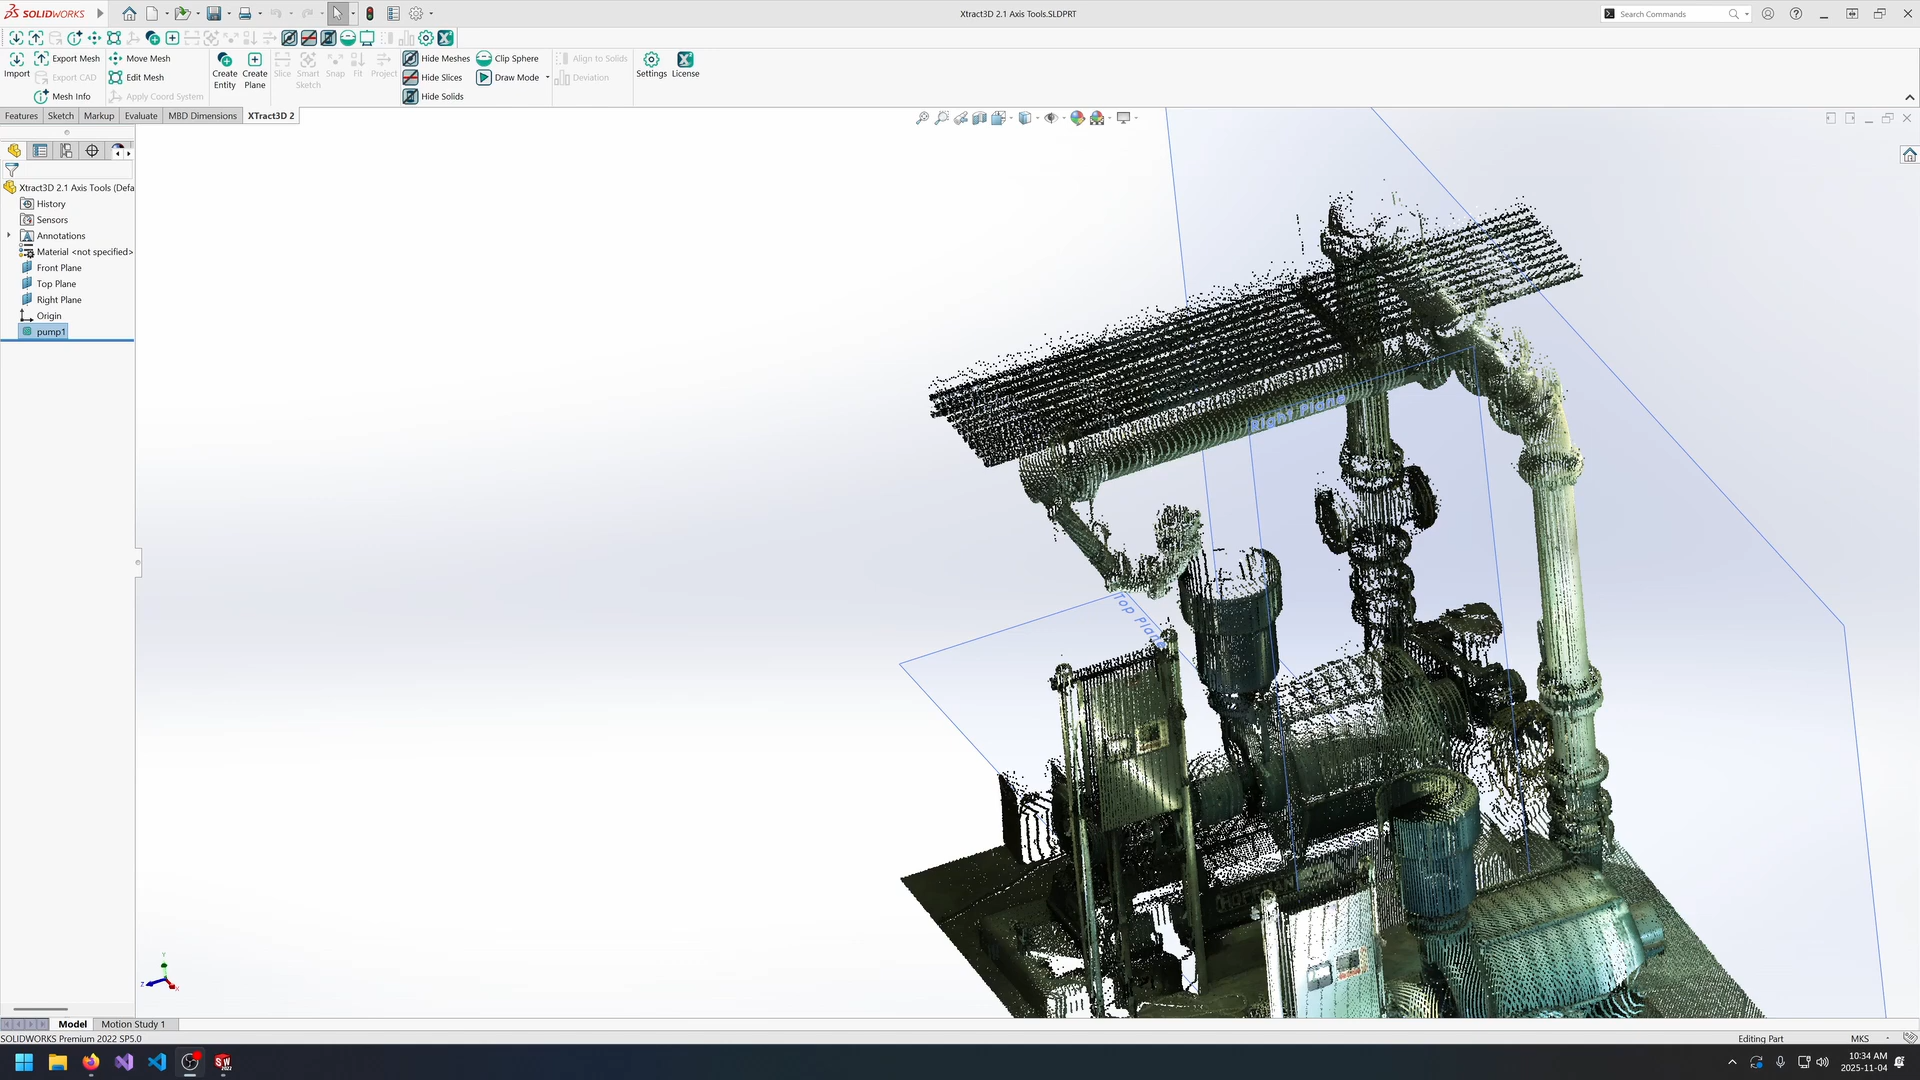 SOLIDWORKS
Xtract3D 2.1 Axis Tools.SLDPRT
Search Commands
Import
Export Mesh
Export CAD
Mesh Info
Move Mesh
Edit Mesh
Apply Coord System
Create Entity
Create Plane
Slice
Smart Sketch
Snap
Fit
Project
Hide Meshes
Hide Slices
Hide Solids
Clip Sphere
Draw Mode
Align to Solids
Deviation
Settings
License
Features
Sketch
Markup
Evaluate
MBD Dimensions
XTract3D 2
Xtract3D 2.1 Axis Tools (Defa
History
Sensors
Annotations
Material <not specified>
Front Plane
Top Plane
Right Plane
Origin
pump1
Right Plane
Top Plane
Model
Motion Study 1
SOLIDWORKS Premium 2022 SP5.0
Editing Part
MKS
10:34 AM
2025-11-04